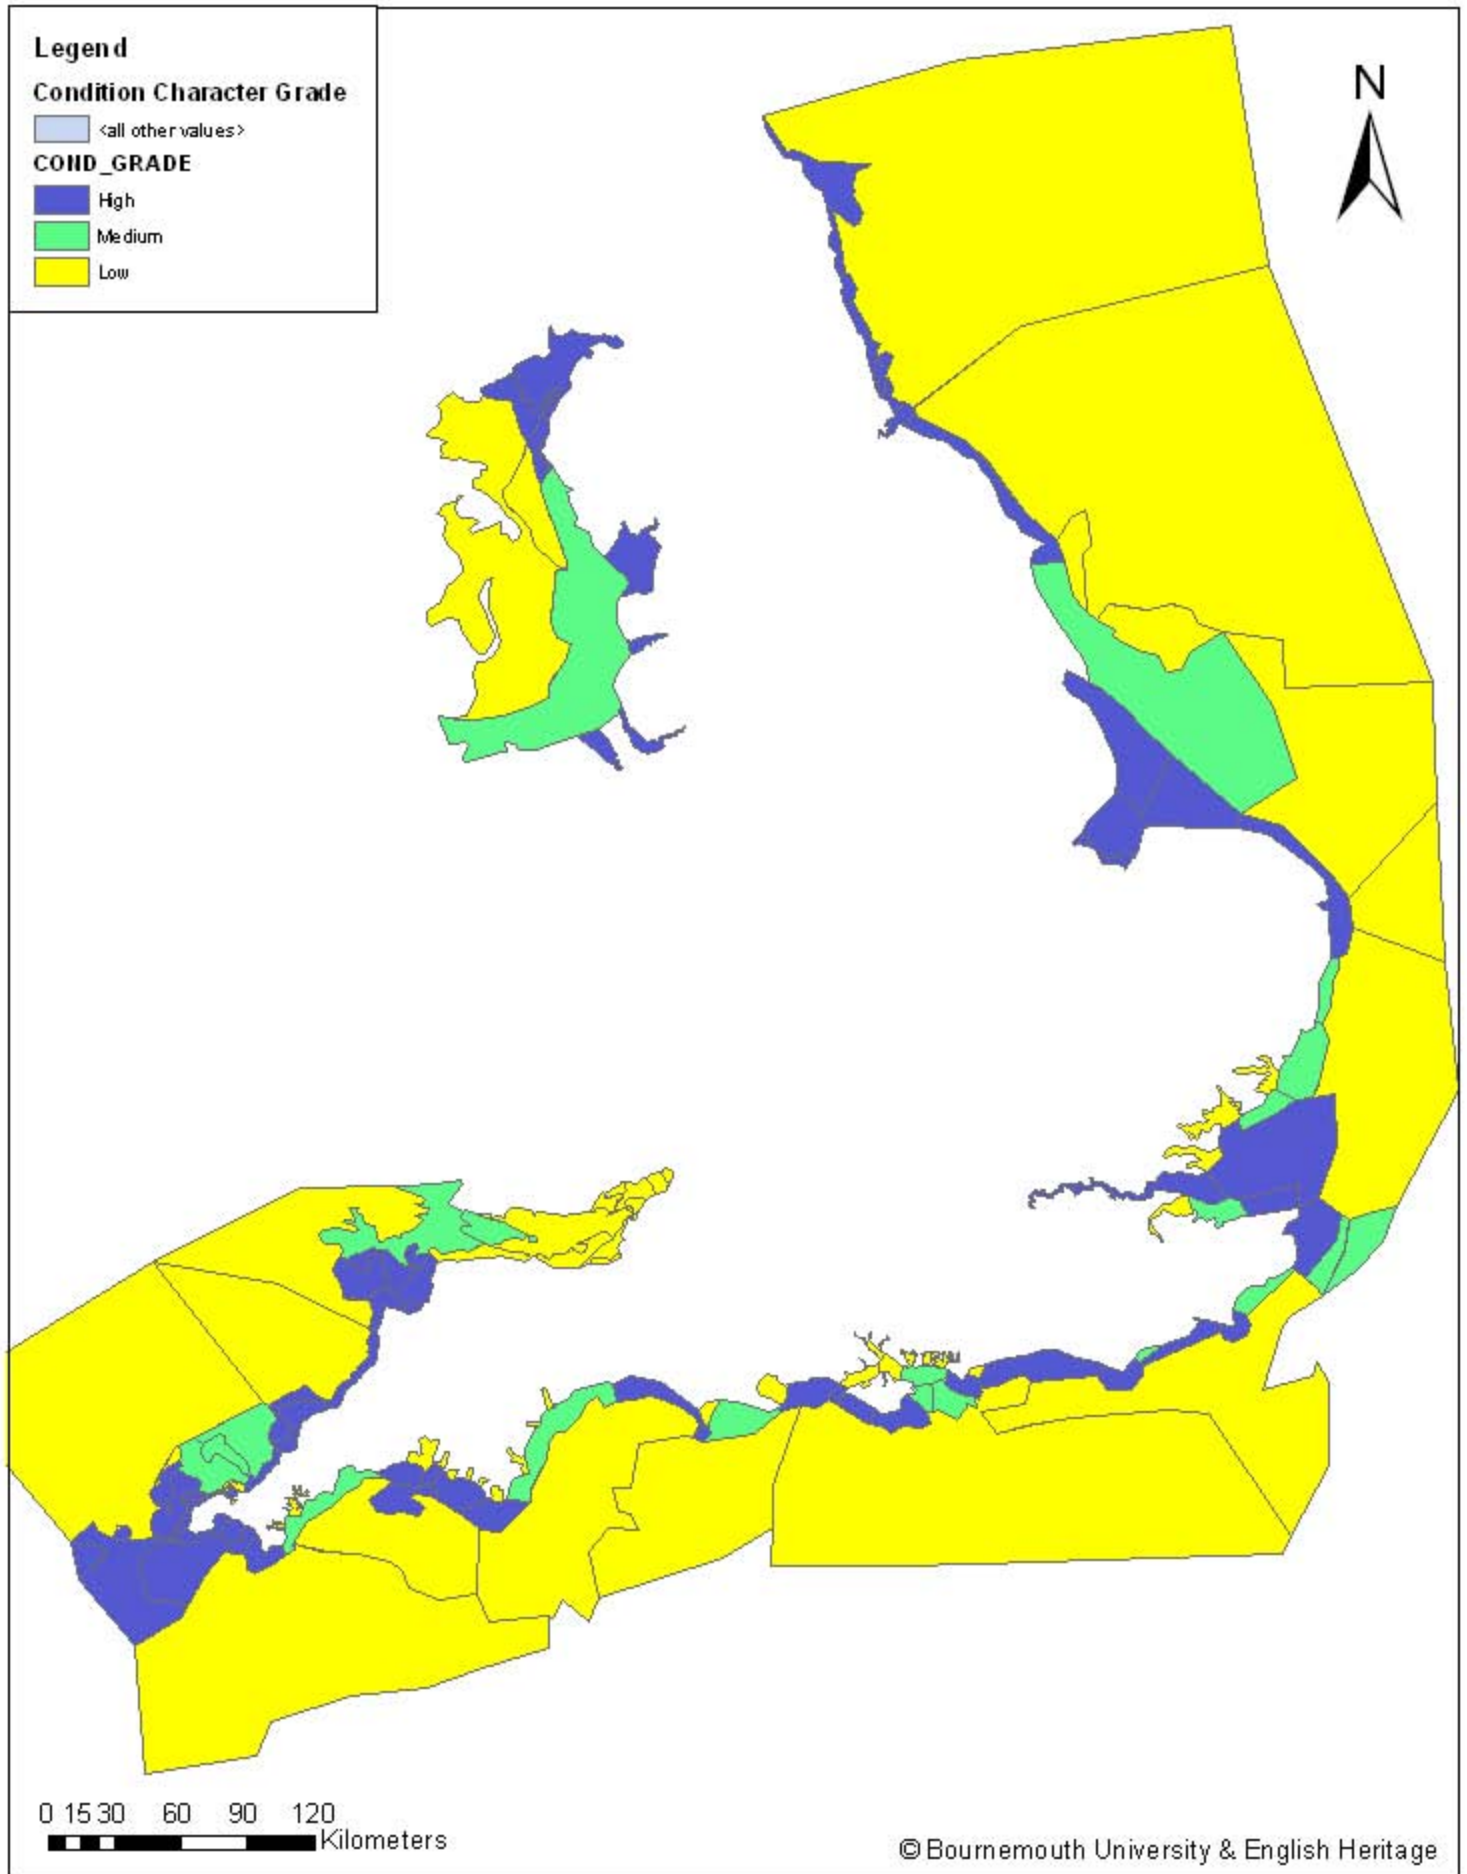 Legend
Condition Character Grade
<all other values>
COND_GRADE
High
Medium
Low
N
0 15 30 60 90 120
Kilometers
© Bournemouth University & English Heritage